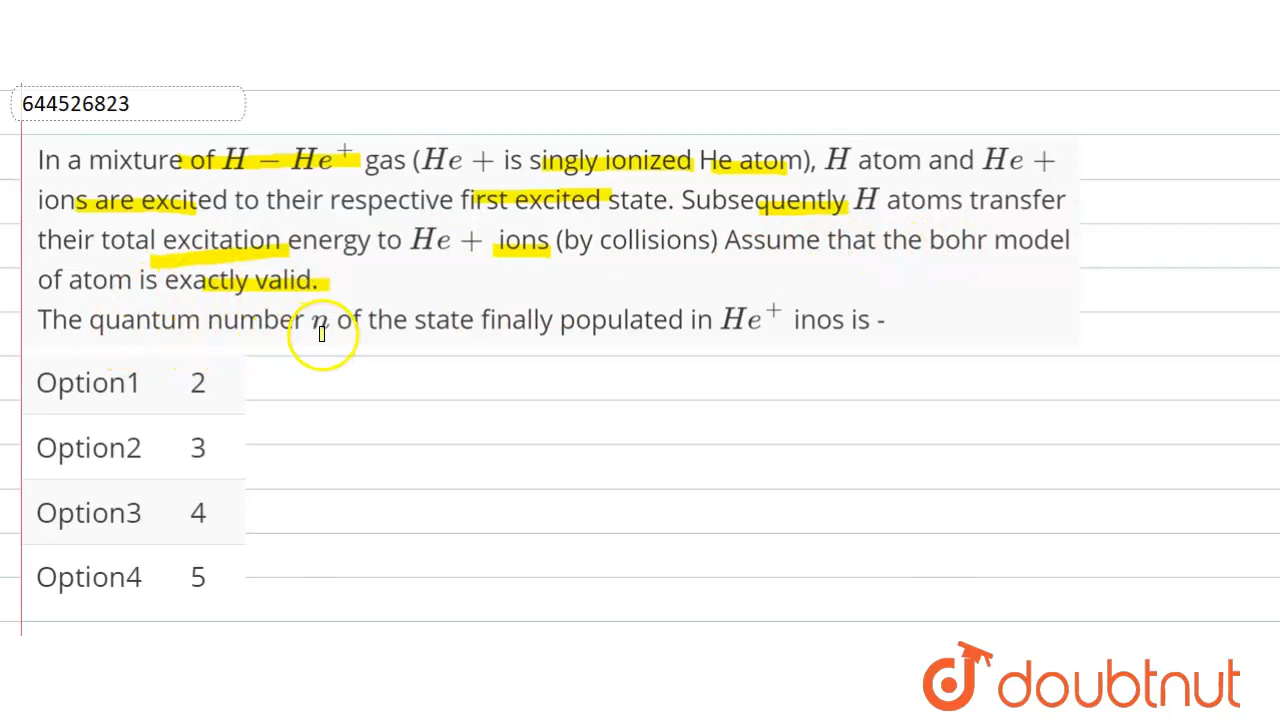 644526823
In a mixture of H − He⁺ gas (He + is singly ionized He atom), H atom and He +
ions are excited to their respective first excited state. Subsequently H atoms transfer
their total excitation energy to He + ions (by collisions) Assume that the bohr model
of atom is exactly valid.
The quantum number n of the state finally populated in He⁺ inos is -
Option1 2
Option2 3
Option3 4
Option4 5
doubtnut